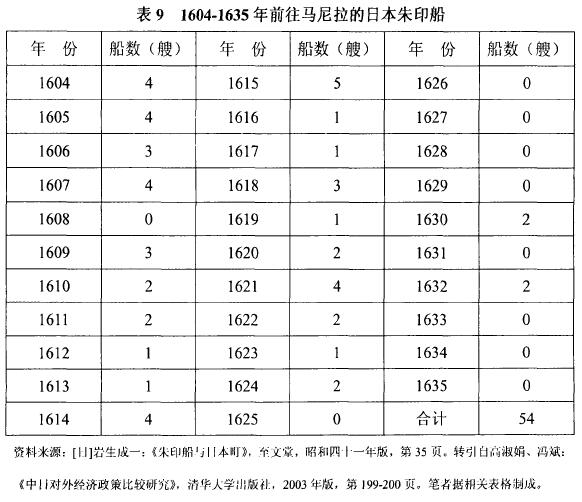 表 9 1604-1635 年前往马尼拉的日本朱印船
年 份 船数（艘） 年 份 船数（艘） 年 份 船数（艘）
1604 4 1615 5 1626 0
1605 4 1616 1 1627 0
1606 3 1617 1 1628 0
1607 4 1618 3 1629 0
1608 0 1619 1 1630 2
1609 3 1620 2 1631 0
1610 2 1621 4 1632 2
1611 2 1622 2 1633 0
1612 1 1623 1 1634 0
1613 1 1624 2 1635 0
1614 4 1625 0 合计 54
资料来源：[日]岩生成一：《朱印船与日本町》，至文堂，昭和四十一年版，第 35 页。转引自高淑娟、冯斌：
《中日对外经济政策比较研究》，清华大学出版社，2003 年版，第 199-200 页。笔者据相关表格制成。